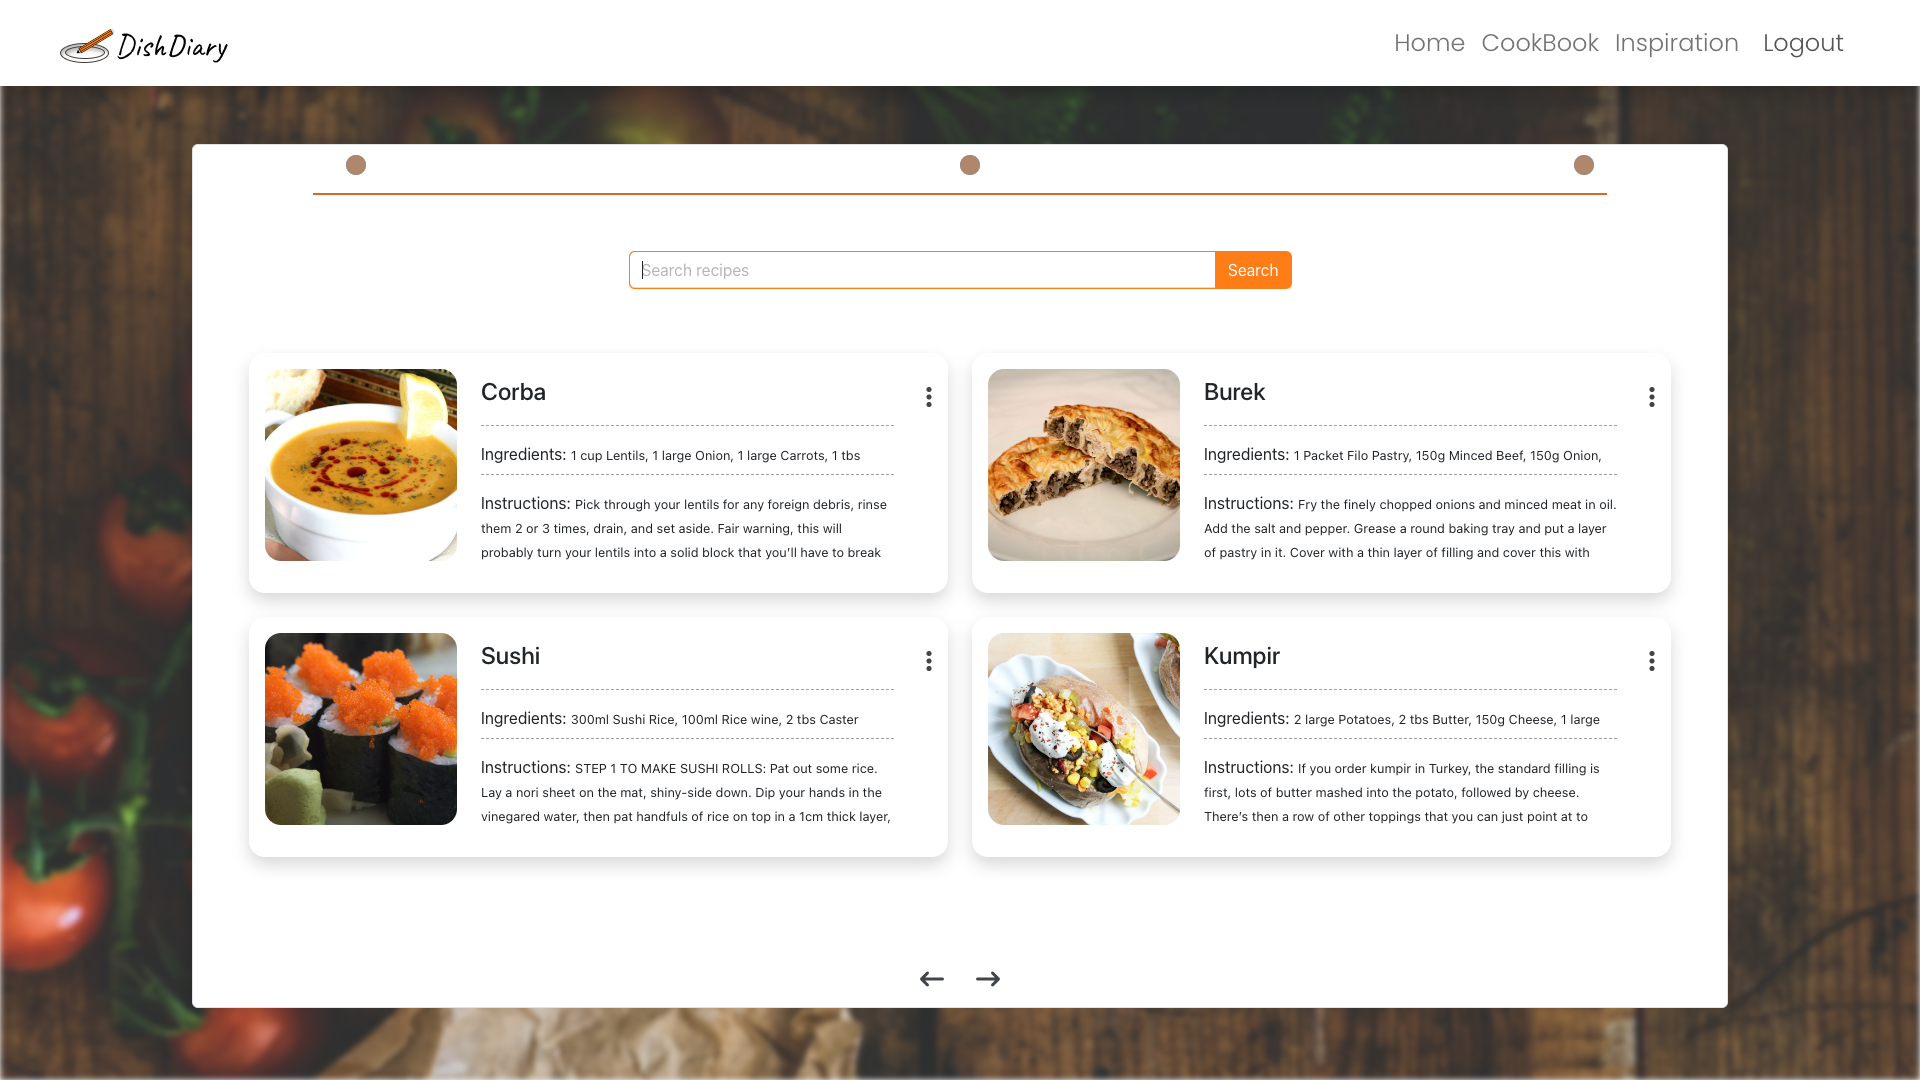 DishDiary
Home CookBook Inspiration Logout
Search recipes
Search
Corba
Ingredients: 1 cup Lentils, 1 large Onion, 1 large Carrots, 1 tbs
Instructions: Pick through your lentils for any foreign debris, rinse
them 2 or 3 times, drain, and set aside. Fair warning, this will
probably turn your lentils into a solid block that you’ll have to break
Burek
Ingredients: 1 Packet Filo Pastry, 150g Minced Beef, 150g Onion,
Instructions: Fry the finely chopped onions and minced meat in oil.
Add the salt and pepper. Grease a round baking tray and put a layer
of pastry in it. Cover with a thin layer of filling and cover this with
Sushi
Ingredients: 300ml Sushi Rice, 100ml Rice wine, 2 tbs Caster
Instructions: STEP 1 TO MAKE SUSHI ROLLS: Pat out some rice.
Lay a nori sheet on the mat, shiny-side down. Dip your hands in the
vinegared water, then pat handfuls of rice on top in a 1cm thick layer,
Kumpir
Ingredients: 2 large Potatoes, 2 tbs Butter, 150g Cheese, 1 large
Instructions: If you order kumpir in Turkey, the standard filling is
first, lots of butter mashed into the potato, followed by cheese.
There’s then a row of other toppings that you can just point at to